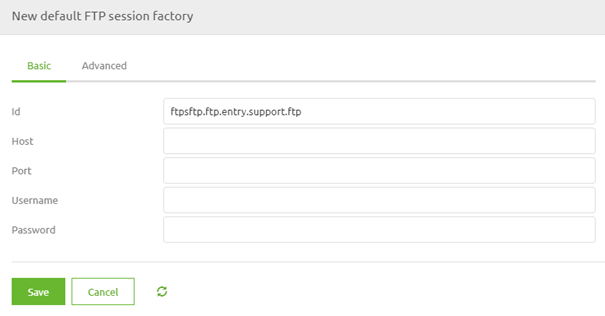 New default FTP session factory
Basic Advanced
Id ftpsftp.ftp.entry.support.ftp
Host
Port
Username
Password
Save Cancel